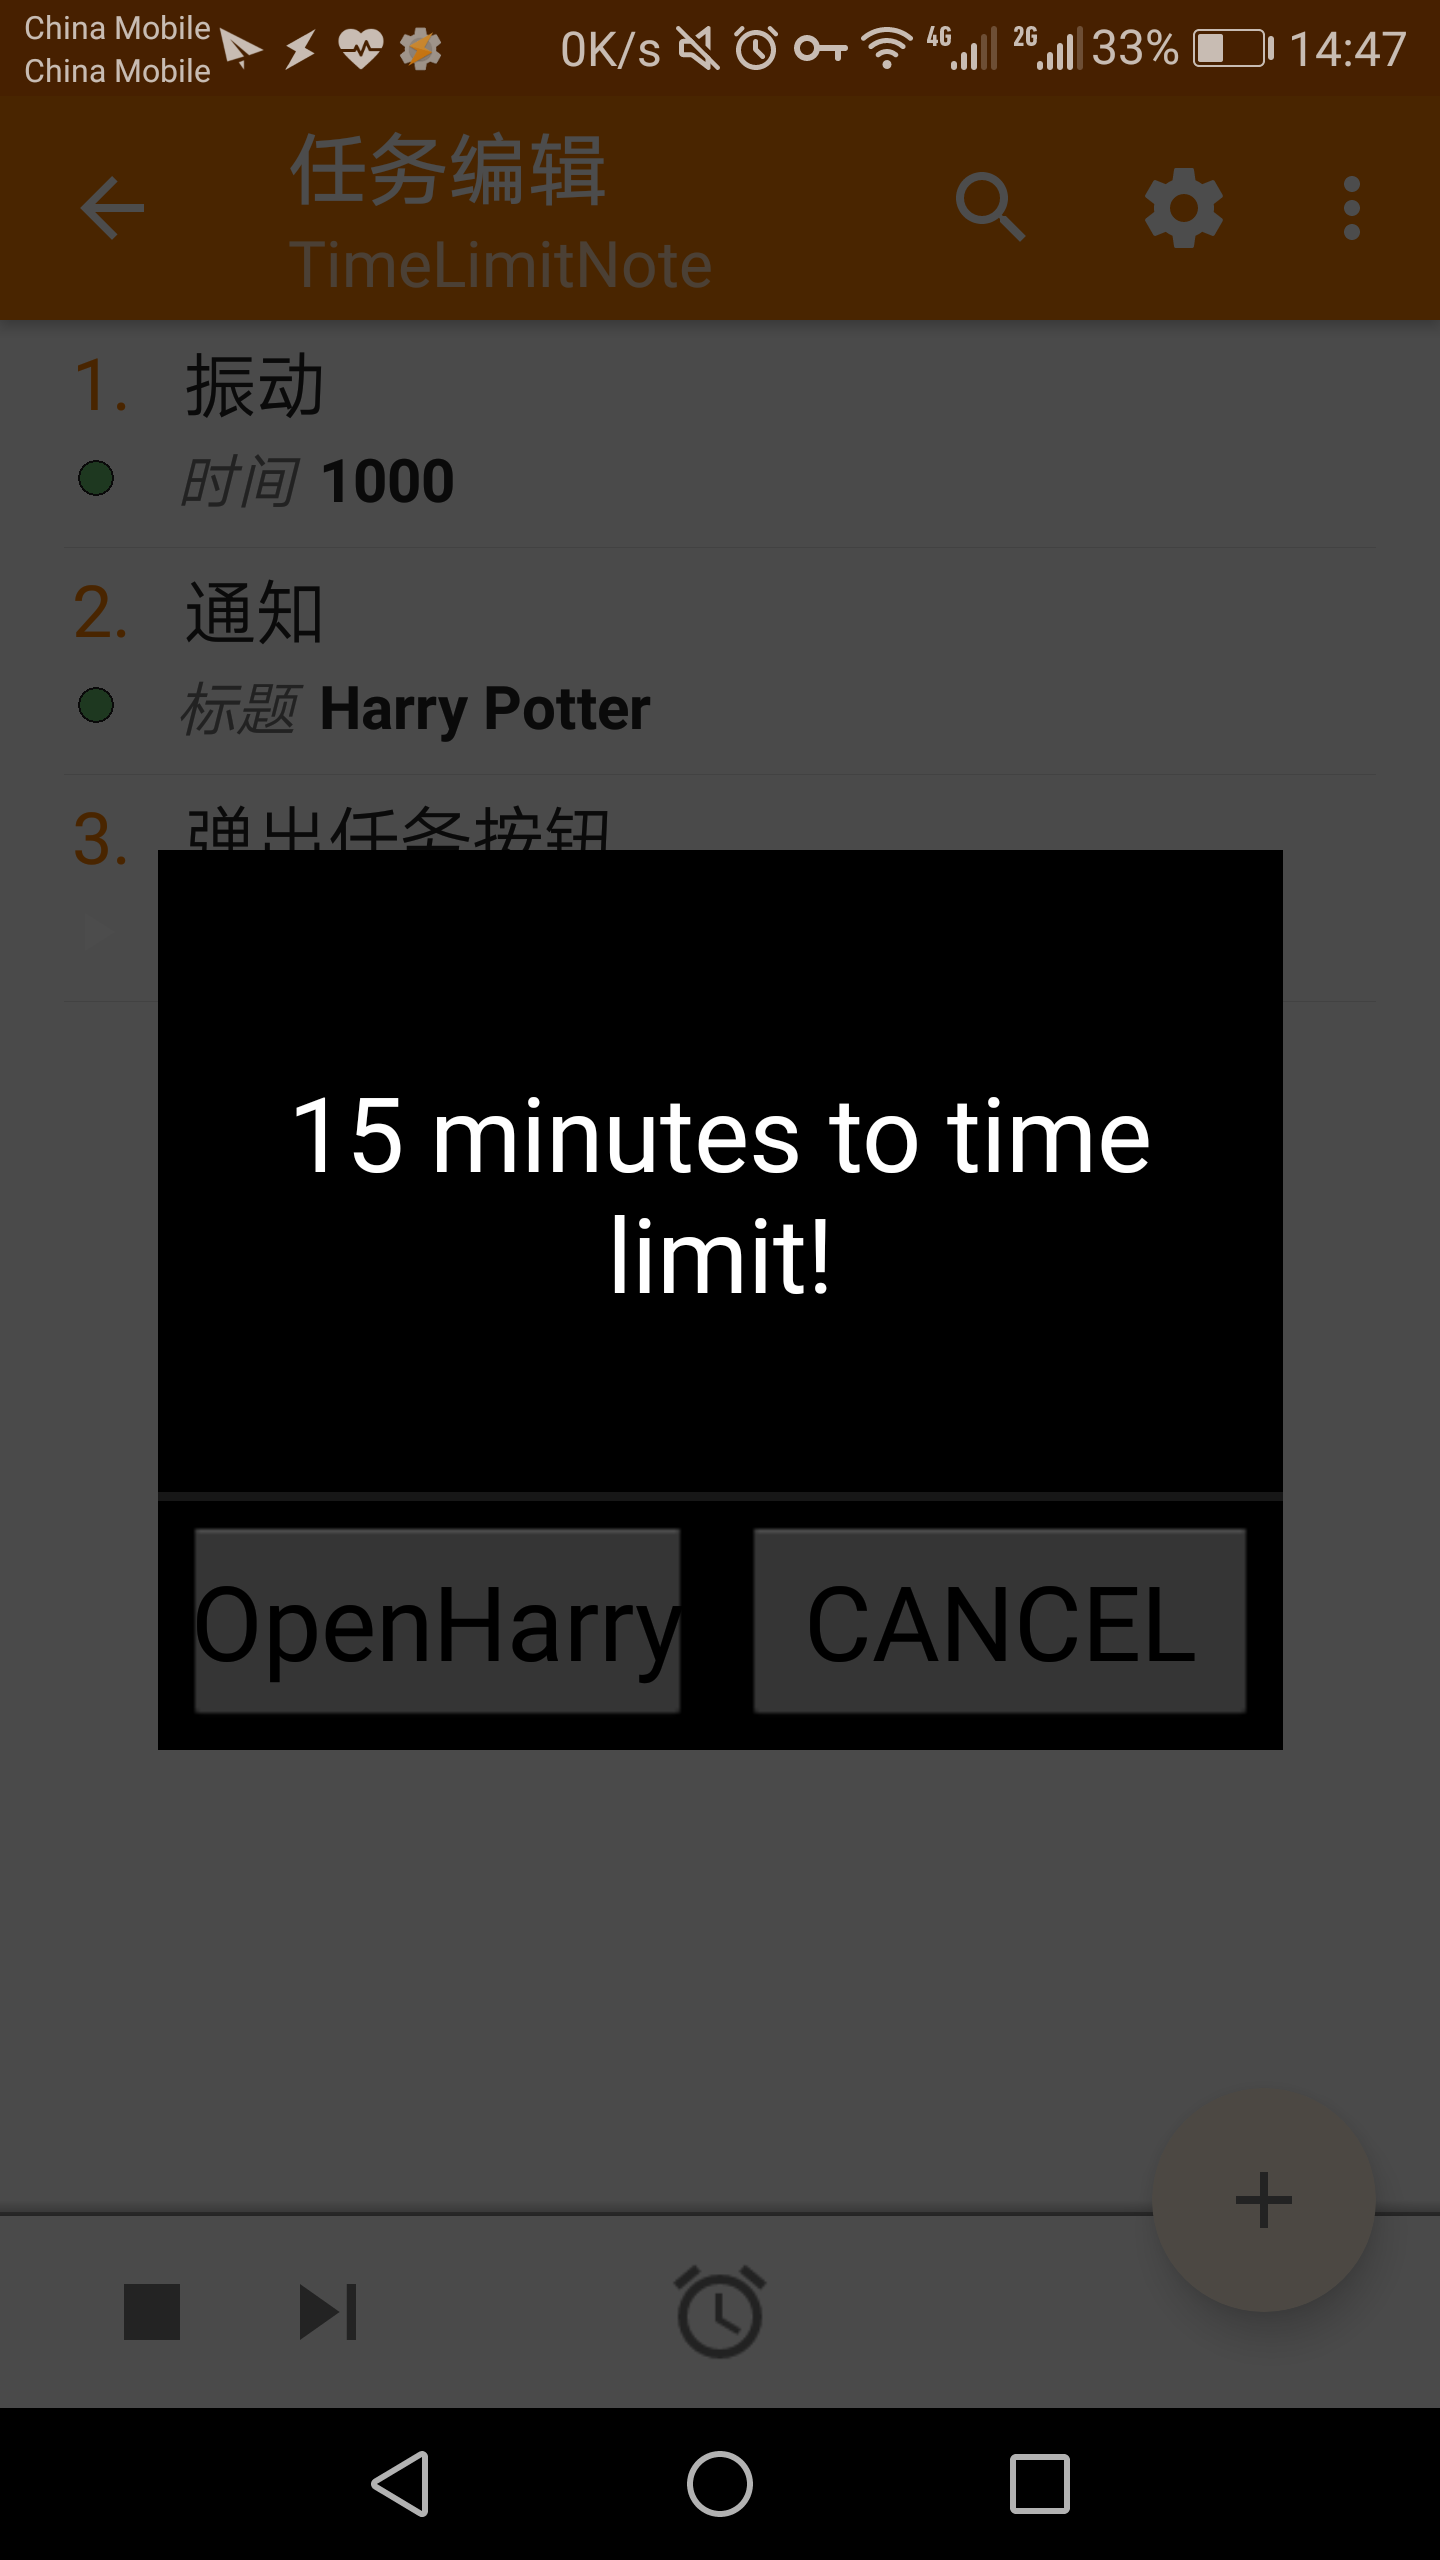 China Mobile
China Mobile
0K/s 4G 2G 33% 14:47
任务编辑
TimeLimitNote
1. 振动
时间 1000
2. 通知
标题 Harry Potter
3. 弹出任务按钮
15 minutes to time
limit!
OpenHarry CANCEL